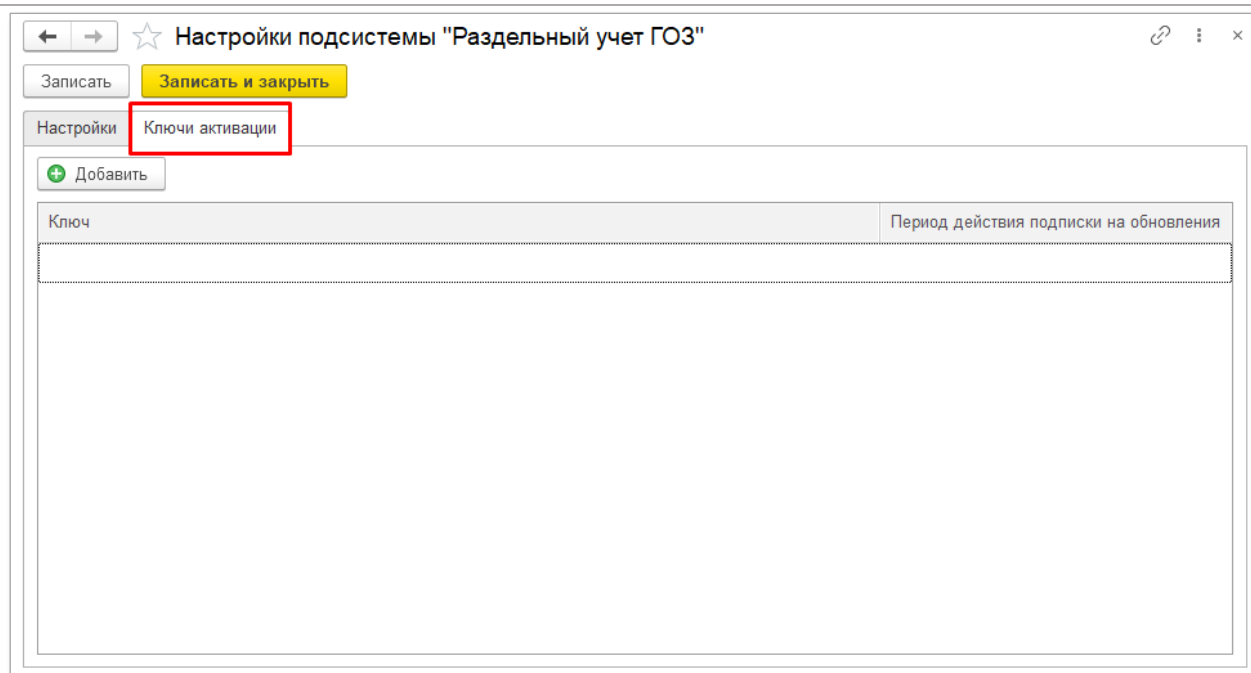 Настройки подсистемы "Раздельный учет ГОЗ"
Записать Записать и закрыть
Настройки Ключи активации
Добавить
Ключ Период действия подписки на обновления